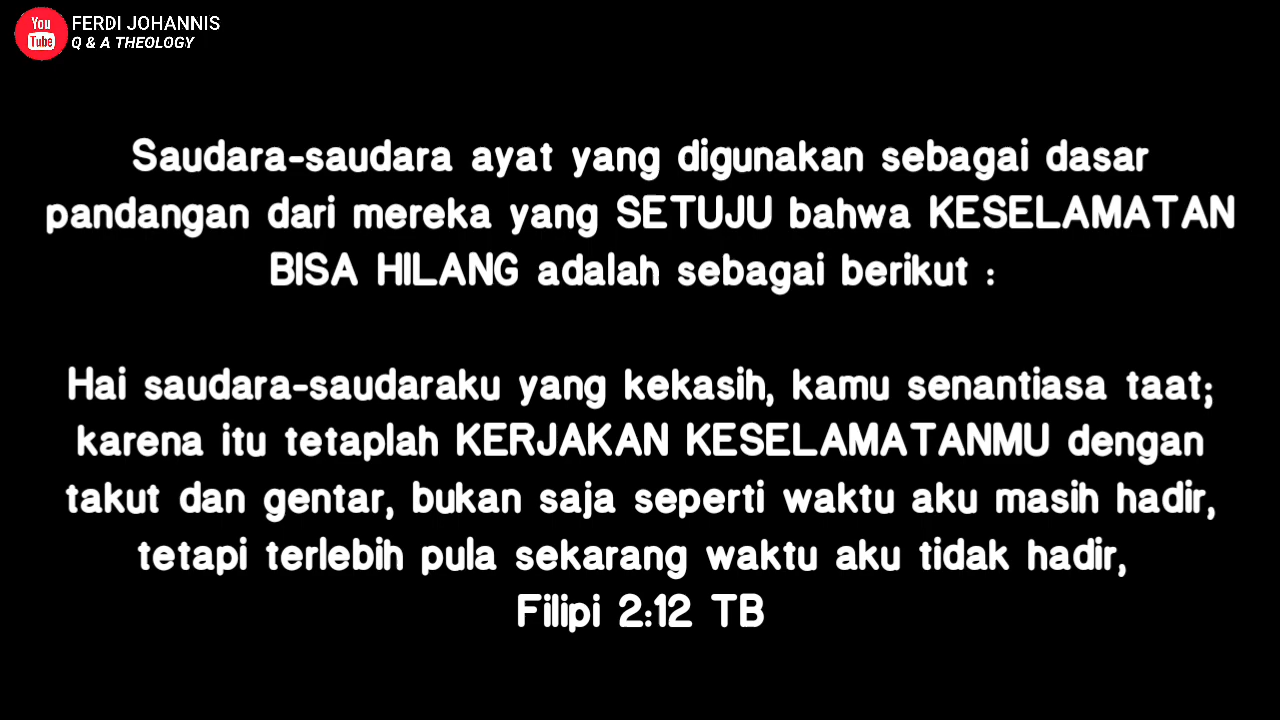 You
Tube
FERDI JOHANNIS
Q & A THEOLOGY
Saudara-saudara ayat yang digunakan sebagai dasar
pandangan dari mereka yang SETUJU bahwa KESELAMATAN
BISA HILANG adalah sebagai berikut :
Hai saudara-saudaraku yang kekasih, kamu senantiasa taat;
karena itu tetaplah KERJAKAN KESELAMATANMU dengan
takut dan gentar, bukan saja seperti waktu aku masih hadir,
tetapi terlebih pula sekarang waktu aku tidak hadir,
Filipi 2:12 TB